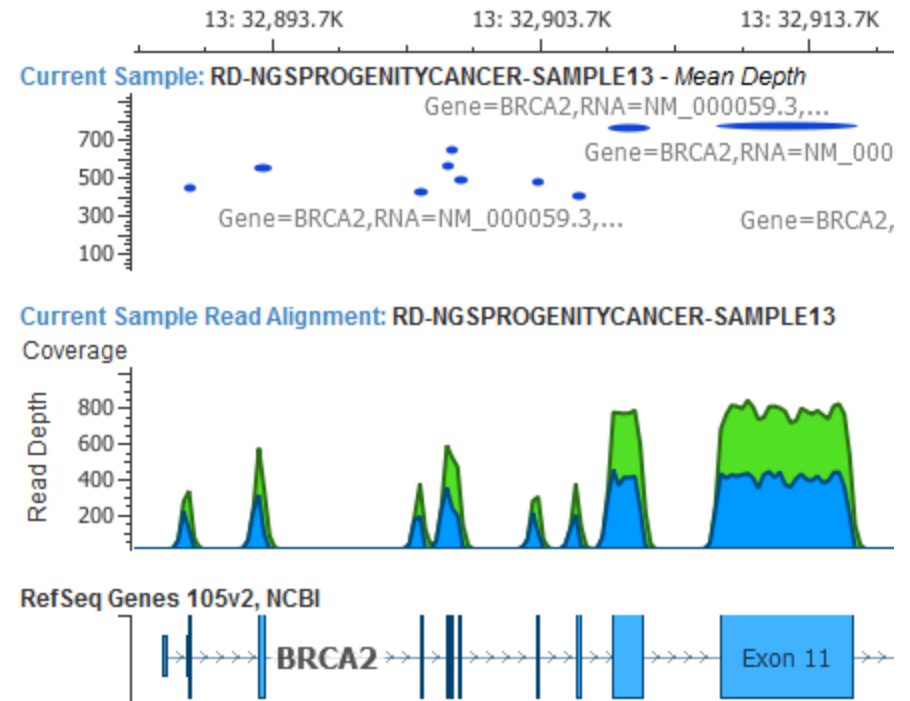 13: 32,893.7K 13: 32,903.7K 13: 32,913.7K
Current Sample: RD-NGSPROGENITYCANCER-SAMPLE13 - Mean Depth
Gene=BRCA2,RNA=NM_000059.3,...
700
Gene=BRCA2,RNA=NM_000
500
300
Gene=BRCA2,RNA=NM_000059.3,... Gene=BRCA2,
100
Current Sample Read Alignment: RD-NGSPROGENITYCANCER-SAMPLE13
Coverage
Read Depth
800
600
400
200
RefSeq Genes 105v2, NCBI
BRCA2 Exon 11